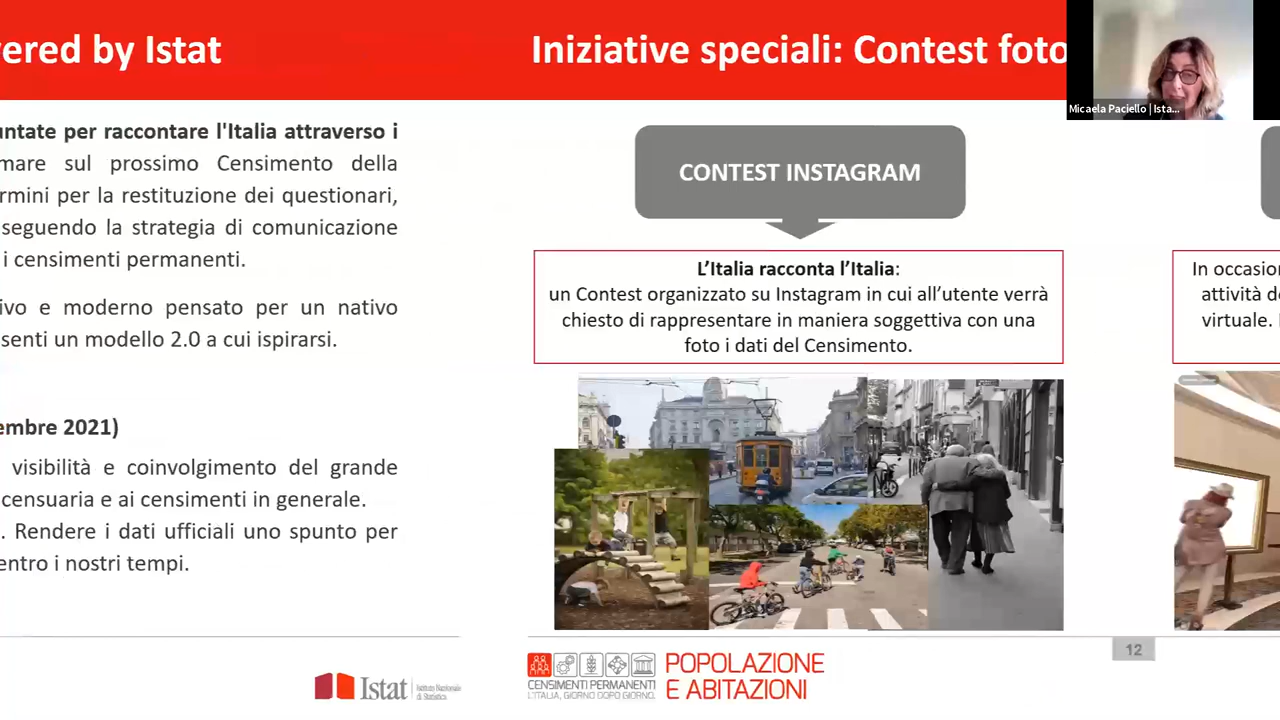 vered by Istat
untate per raccontare l'Italia attraverso i
mare sul prossimo Censimento della
rmini per la restituzione dei questionari,
seguendo la strategia di comunicazione
i censimenti permanenti.
ivo e moderno pensato per un nativo
senti un modello 2.0 a cui ispirarsi.
embre 2021)
visibilità e coinvolgimento del grande
censuaria e ai censimenti in generale.
. Rendere i dati ufficiali uno spunto per
entro i nostri tempi.
Istat
Istituto Nazionale
di Statistica
Iniziative speciali: Contest foto
Micaela Paciello | Ista...
CONTEST INSTAGRAM
L’Italia racconta l’Italia:
un Contest organizzato su Instagram in cui all’utente verrà
chiesto di rappresentare in maniera soggettiva con una
foto i dati del Censimento.
CENSIMENTI PERMANENTI
L'ITALIA, GIORNO DOPO GIORNO.
POPOLAZIONE
E ABITAZIONI
12
In occasion
attività de
virtuale.